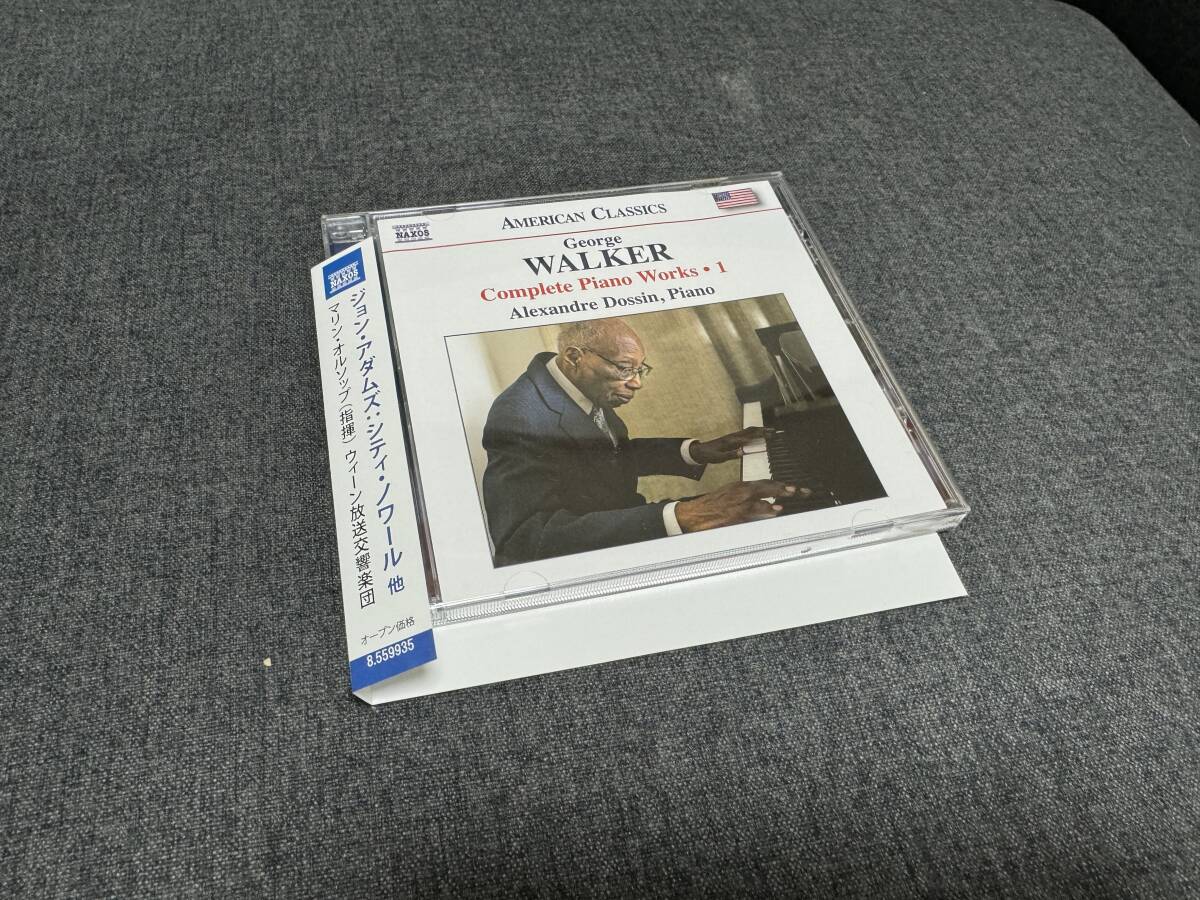 AMERICAN CLASSICS
NAXOS
George
WALKER
Complete Piano Works • 1
Alexandre Dossin, Piano
NAXOS
ジョン・アダムズ:シティ・ノワール 他
マリン・オルソップ(指揮) ウィーン放送交響楽団
オープン価格
8.559935